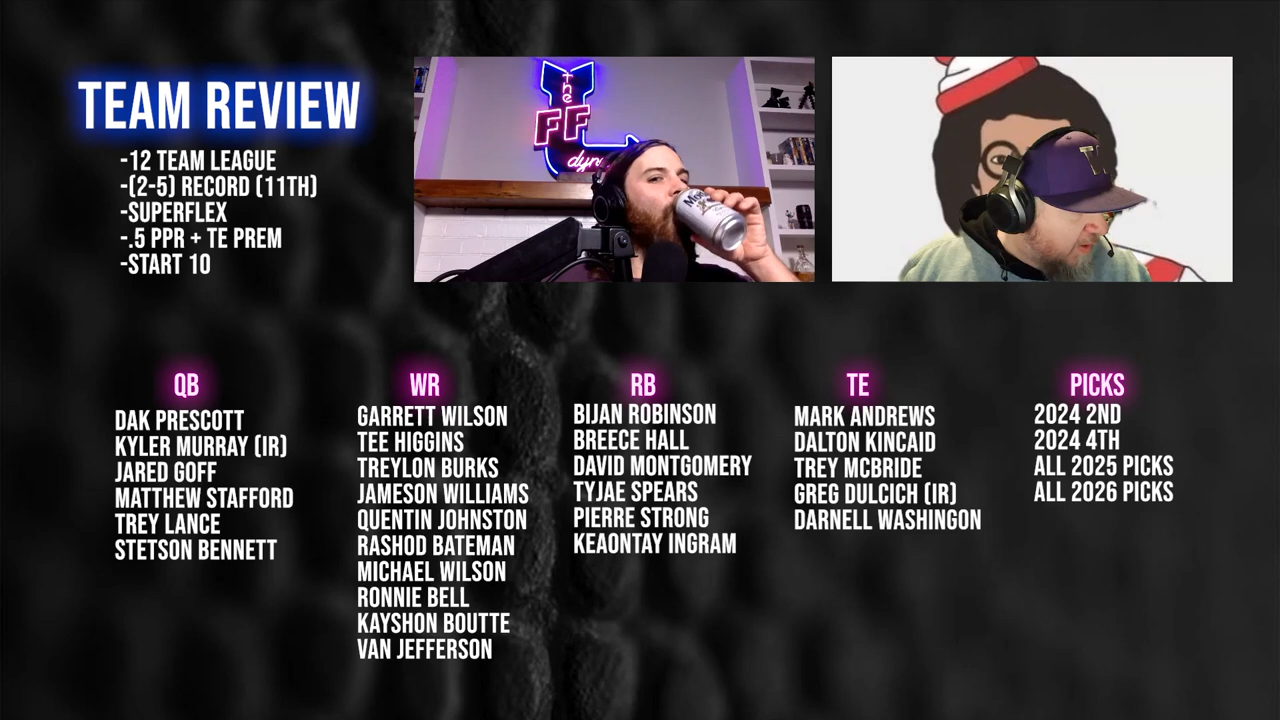 TEAM REVIEW
-12 TEAM LEAGUE
-(2-5) RECORD (11TH)
-SUPERFLEX
-.5 PPR + TE PREM
-START 10
The
FF
QB
DAK PRESCOTT
KYLER MURRAY (IR)
JARED GOFF
MATTHEW STAFFORD
TREY LANCE
STETSON BENNETT
WR
GARRETT WILSON
TEE HIGGINS
TREYLON BURKS
JAMESON WILLIAMS
QUENTIN JOHNSTON
RASHOD BATEMAN
MICHAEL WILSON
RONNIE BELL
KAYSHON BOUTTE
VAN JEFFERSON
RB
BIJAN ROBINSON
BREECE HALL
DAVID MONTGOMERY
TYJAE SPEARS
PIERRE STRONG
KEAONTAY INGRAM
TE
MARK ANDREWS
DALTON KINCAID
TREY MCBRIDE
GREG DULCICH (IR)
DARNELL WASHINGON
PICKS
2024 2ND
2024 4TH
ALL 2025 PICKS
ALL 2026 PICKS